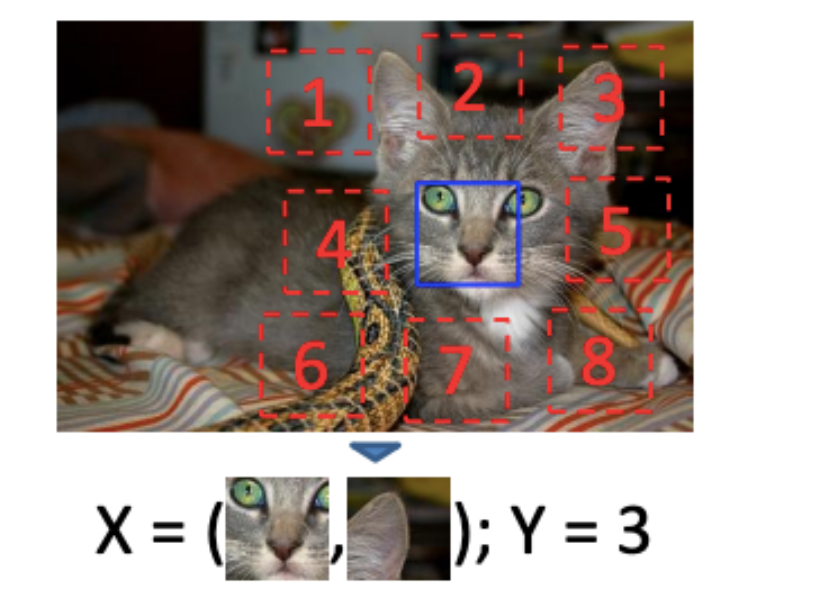 1 2 3
4 5
6 7 8
X = ( , ); Y = 3